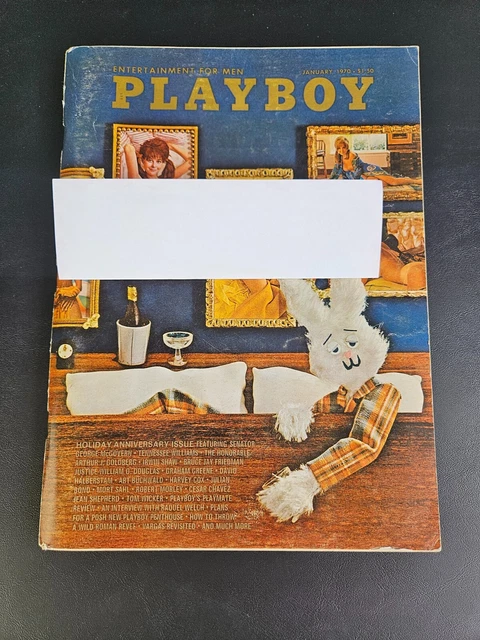 ENTERTAINMENT FOR MEN
JANUARY 1970 • $1.50
PLAYBOY
HOLIDAY ANNIVERSARY ISSUE FEATURING SENATOR
GEORGE McGOVERN • TENNESSEE WILLIAMS • THE HONORABLE
ARTHUR J. GOLDBERG • IRWIN SHAW • BRUCE JAY FRIEDMAN
JUSTICE WILLIAM O. DOUGLAS • GRAHAM GREENE • DAVID
HALBERSTAM • ART BUCHWALD • HARVEY COX • JULIAN
BOND • MORT SAHL • ROBERT MORLEY • CESAR CHAVEZ
JEAN SHEPHERD • TOM WICKER • PLAYBOY'S PLAYMATE
REVIEW • AN INTERVIEW WITH RAQUEL WELCH • PLANS
FOR A POSH NEW PLAYBOY PENTHOUSE • HOW TO THROW
A WILD ROMAN REVEL • VARGAS REVISITED • AND MUCH MORE